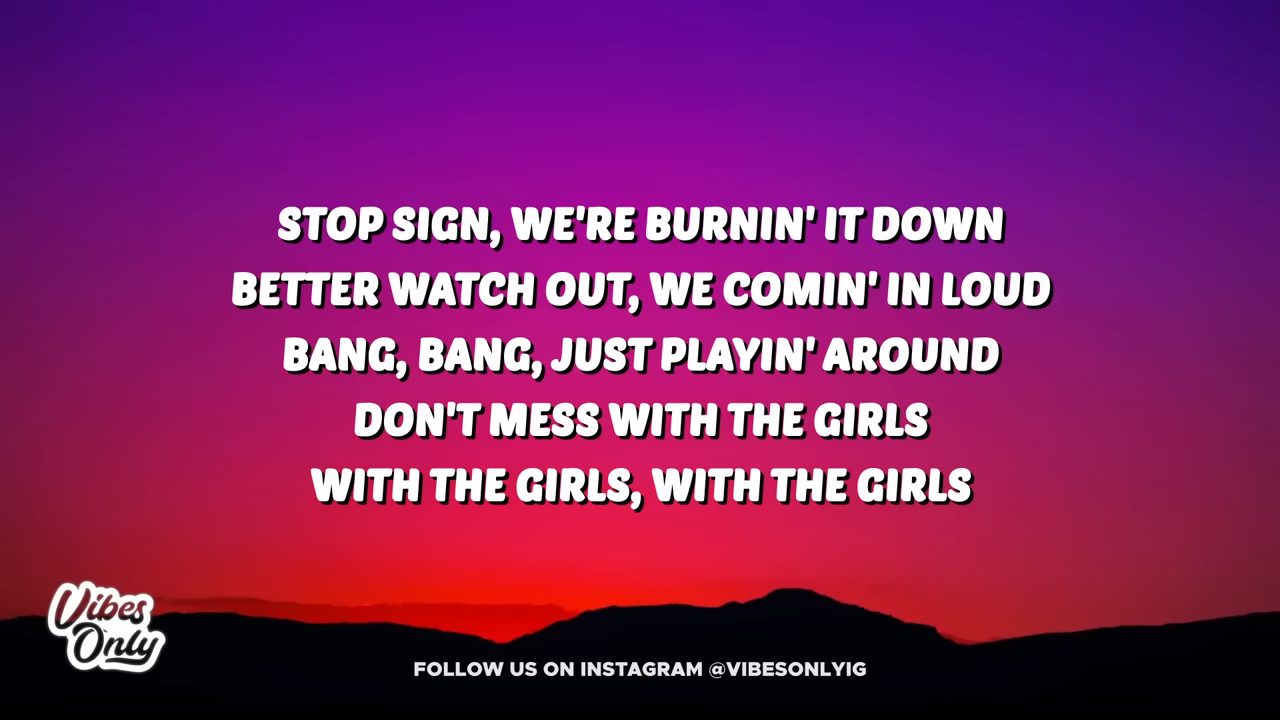 STOP SIGN, WE'RE BURNIN' IT DOWN
BETTER WATCH OUT, WE COMIN' IN LOUD
BANG, BANG, JUST PLAYIN' AROUND
DON'T MESS WITH THE GIRLS
WITH THE GIRLS, WITH THE GIRLS
Vibes
Only
FOLLOW US ON INSTAGRAM @VIBESONLYIG